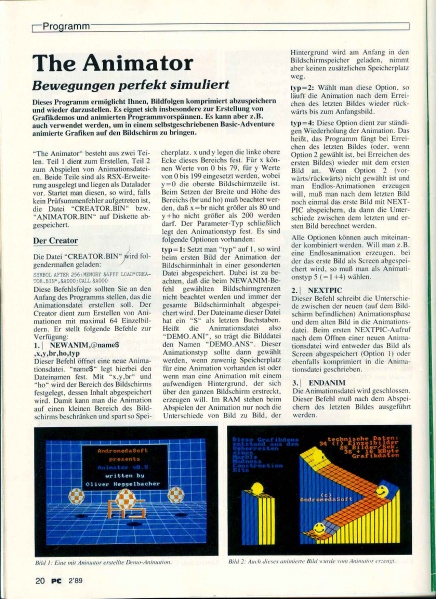 Programm
The Animator
Bewegungen perfekt simuliert
Dieses Programm ermöglicht Ihnen, Bildfolgen komprimiert abzuspeichern
und wieder darzustellen. Es eignet sich insbesondere zur Erstellung von
Grafikdemos und animierten Programmvorspännen. Es kann aber z.B.
auch verwendet werden, um in einem selbstgeschriebenen Basic-Adventure
animierte Grafiken auf den Bildschirm zu bringen.
"The Animator" besteht aus zwei Tei-
len. Teil 1 dient zum Erstellen, Teil 2
zum Abspielen von Animationsdatei-
en. Beide Teile sind als RSX-Erweite-
rung ausgelegt und liegen als Datalader
vor. Startet man diesen, so wird, falls
kein Prüfsummenfehler aufgetreten ist,
die Datei "CREATOR.BIN" bzw.
"ANIMATOR.BIN" auf Diskette ab-
gespeichert.
Der Creator
Die Datei "CREATOR.BIN" wird fol-
gendermaßen geladen:
SYMBOL AFTER 256:MEMORY &A000
Diese Befehlsfolge sollten Sie an den
Anfang des Programms stellen, das die
Animationsdatei erstellen soll. Der
Creator dient zum Erstellen von Ani-
mationen mit maximal 64 Einzelbil-
dern. Er stellt folgende Befehle zur
Verfügung:
1. | NEWANIM,@name$
,x,y,br,ho,typ
Dieser Befehl öffnet eine neue Anima-
tionsdatei. "name$" legt hierbei den
Dateinamen fest. Mit "x,y,br" und
"ho" wird der Bereich des Bildschirms
festgelegt, dessen Inhalt abgespeichert
wird. Damit kann man die Animation
auf einen kleinen Bereich des Bild-
schirms beschränken und spart so Spei-
cherplatz. x und y legen die linke obere
Ecke dieses Bereichs fest. Für x kön-
nen Werte von 0 bis 79, für y Werte
von 0 bis 199 eingesetzt werden, wobei
y=0 die oberste Bildschirmzeile ist.
Beim Setzen der Breite und Höhe des
Bereichs (br und ho) muß beachtet wer-
den, daß x+br nicht größer als 80 und
y+ho nicht größer als 200 werden
darf. Der Parameter-Typ schließlich
legt den Animationstyp fest. Es sind
folgende Optionen vorhanden:
typ=1: Setzt man "typ" auf 1, so wird
beim ersten Bild der Animation der
Bildschirminhalt in einer gesonderten
Datei abgespeichert. Dabei ist zu be-
achten, daß die beim NEWANIM-Be-
fehl gewählten Bildschirmgrenzen
nicht beachtet werden und immer der
gesamte Bildschirminhalt abgespei-
chert wird. Der Dateiname dieser Datei
hat ein "S" als letzten Buchstaben.
Heißt die Animationsdatei also
"DEMO.ANI", so trägt die Bilddatei
den Namen "DEMO.ANS". Dieser
Animationstyp sollte dann gewählt
werden, wenn zuwenig Speicherplatz
für eine Animation vorhanden ist oder
wenn man eine Animation mit einem
aufwendigen Hintergrund, der sich
über den ganzen Bildschirm erstreckt,
erzeugen will. Im RAM stehen beim
Abspielen der Animation nur noch die
Unterschiede von Bild zu Bild, der
Hintergrund wird am Anfang in den
Bildschirmspeicher geladen, nimmt
aber keinen zusätzlichen Speicherplatz
weg.
typ=2: Wählt man diese Option, so
läuft die Animation nach dem Errei-
chen des letzten Bildes wieder rück-
wärts bis zum Anfangsbild.
typ=4: Diese Option dient zur ständi-
gen Wiederholung der Animation. Das
heißt, das Programm fängt bei Errei-
chen des letzten Bildes (oder, wenn
Option 2 gewählt ist, bei Erreichen des
ersten Bildes) wieder mit dem ersten
Bild an. Wenn Option 2 (vor-
wärts/rückwärts) nicht gewählt ist und
man Endlos-Animationen erzeugen
will, muß man nach dem letzten Bild
noch einmal das erste Bild mit NEXT-
PIC abspeichern, da dann die Unter-
schiede zwischen dem letzten und er-
sten Bild berechnet werden.
Alle Optionen können auch miteinan-
der kombiniert werden. Will man z.B.
eine Endlosanimation erzeugen, bei
der das erste Bild als Screen abgespei-
chert wird, so muß man als Animati-
onstyp 5 (=1+4) wählen.
2. | NEXTPIC
Dieser Befehl schreibt die Unterschie-
de zwischen der neuen (auf dem Bild-
schirm befindlichen) Animationsphase
und dem alten Bild in die Animations-
datei. Beim ersten NEXTPIC-Aufruf
nach dem Öffnen einer neuen Anima-
tionsdatei wird entweder das Bild als
Screen abgespeichert (Option 1) oder
ebenfalls komprimiert in die Anima-
tionsdatei geschrieben.
3. | ENDANIM
Die Animationsdatei wird geschlossen.
Dieser Befehl muß nach dem Abspei-
chern des letzten Bildes ausgeführt
werden.
AndromedaSoft
presents
Animator v0.5
written by
Oliver Heggelbacher
Diese Grafikdemo
bestand aus den
technische Daten:
34 (!) Einzelbilder
Grafikdaten
(c)
AndromedaSoft
Bild 1: Eine mit Animator erstellte Demo-Animation.
Bild 2: Auch dieses animierte Bild wurde vom Animator erzeugt.
20 PC 2'89